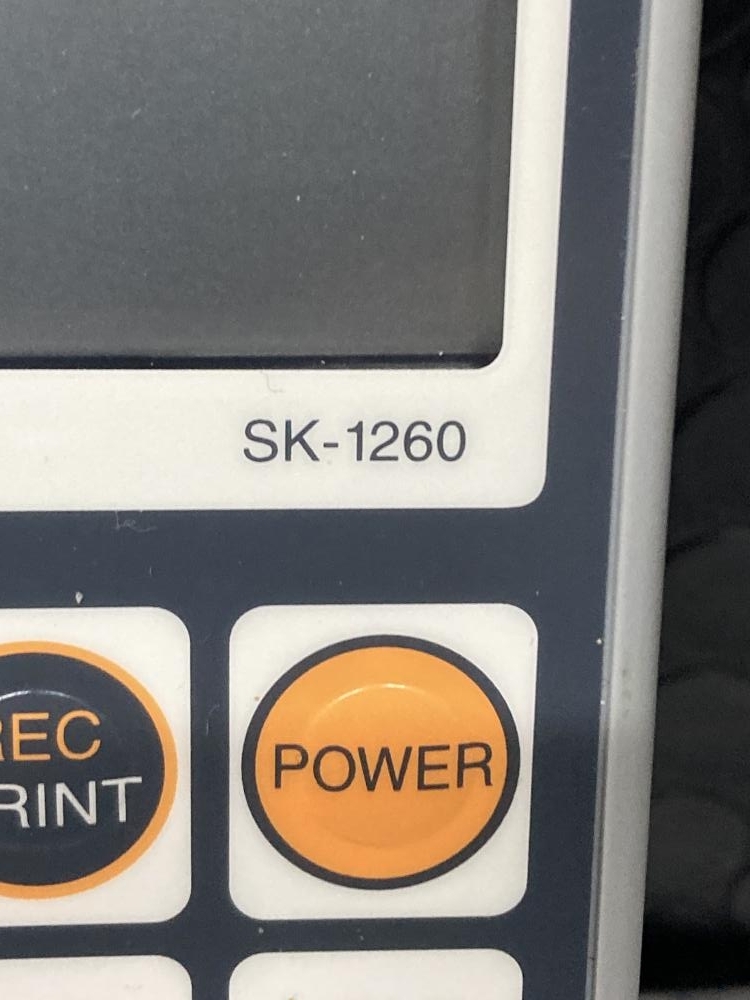 SK-1260
REC
RINT
POWER